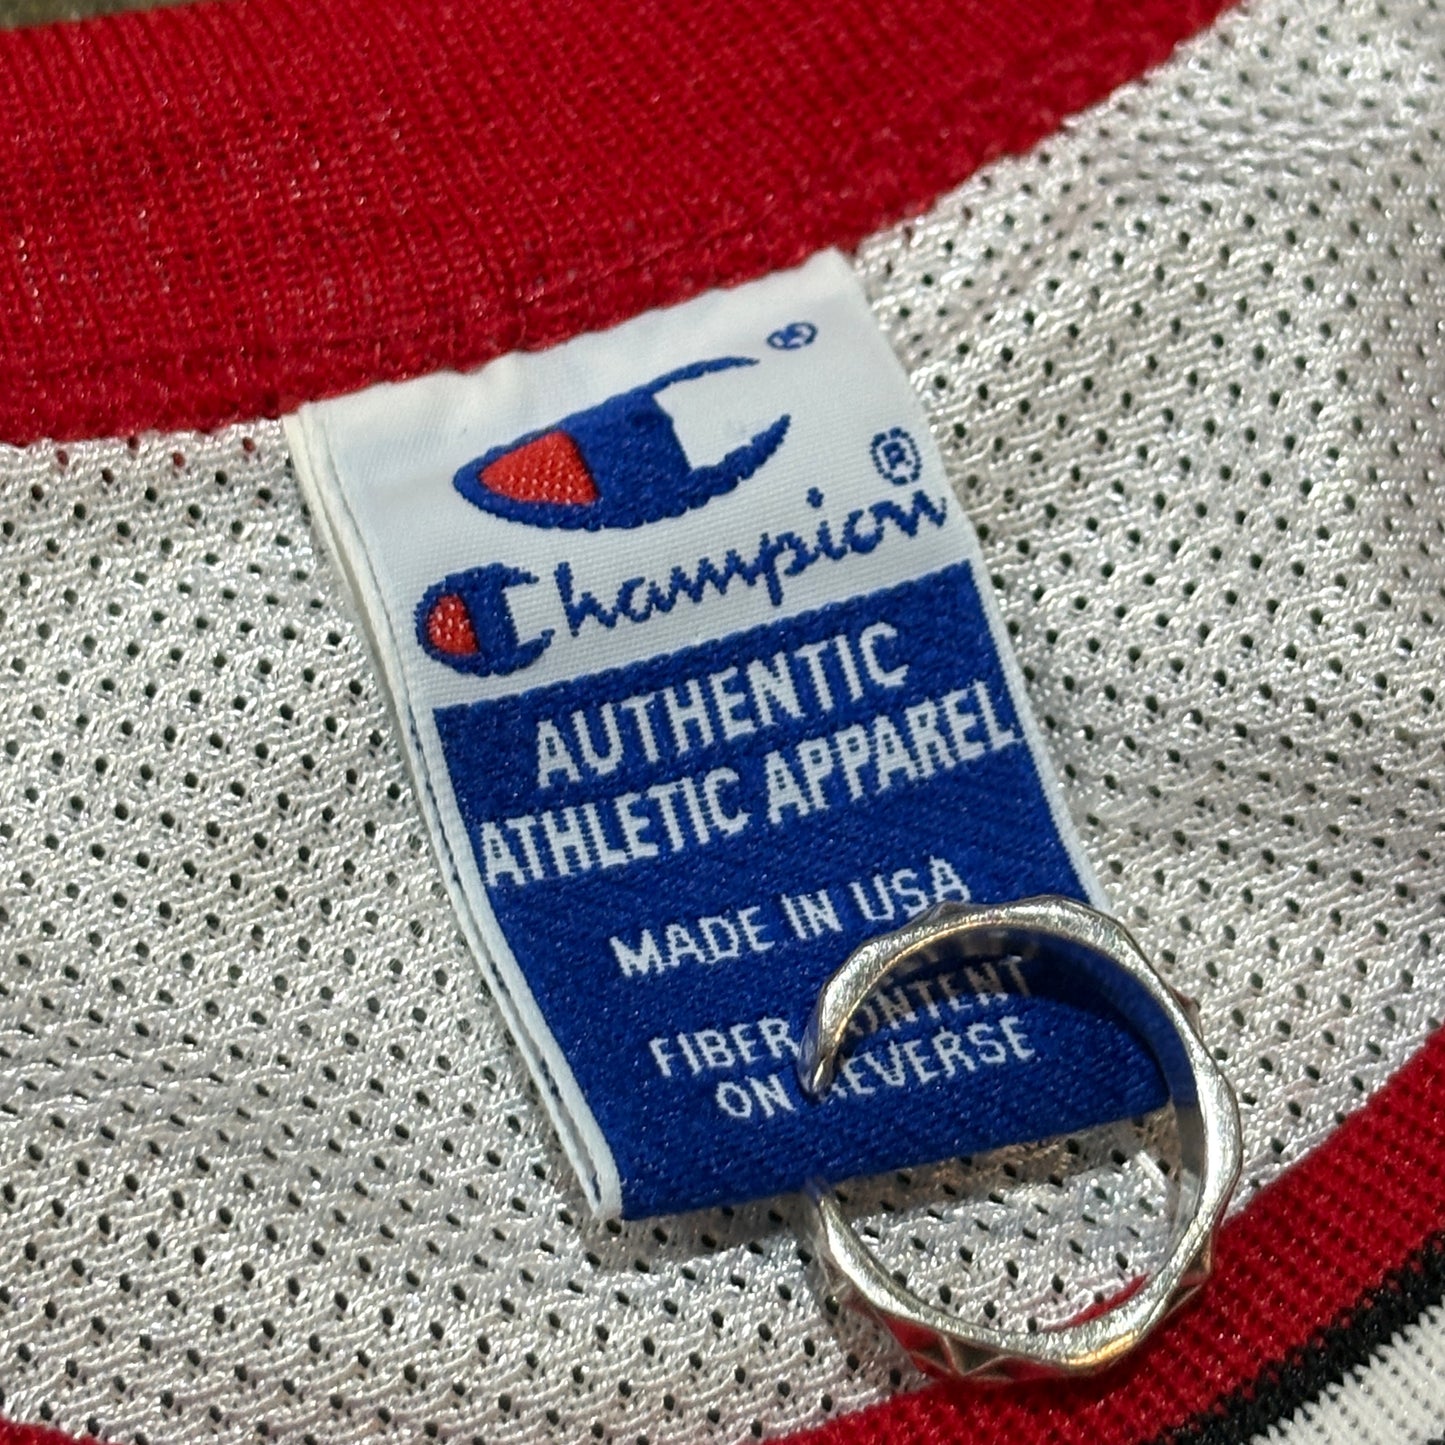 ®
Champion®
AUTHENTIC
ATHLETIC APPAREL
MADE IN USA
FIBER CONTENT
ON REVERSE